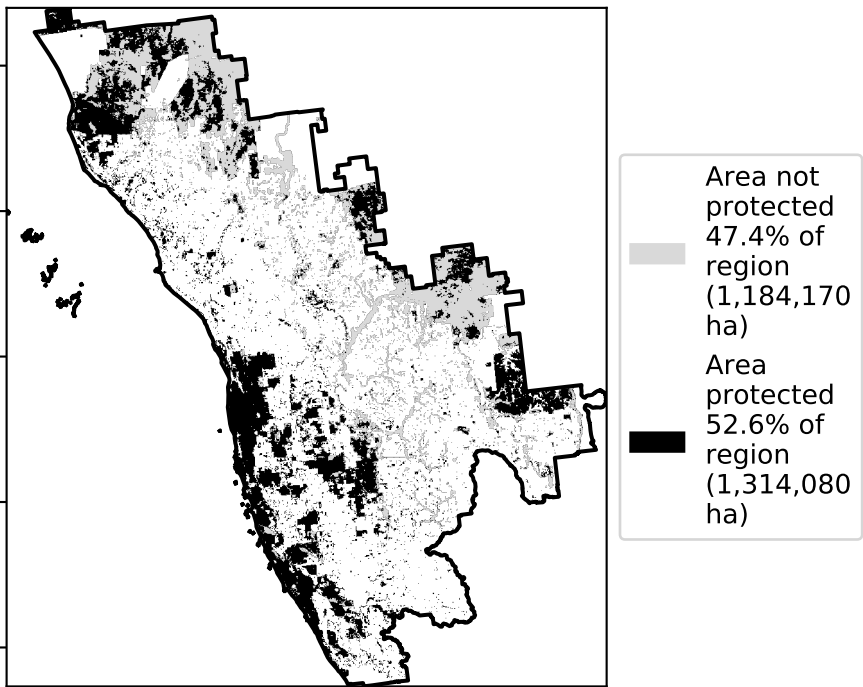 Area not
protected
47.4% of
region
(1,184,170
ha)
Area
protected
52.6% of
region
(1,314,080
ha)